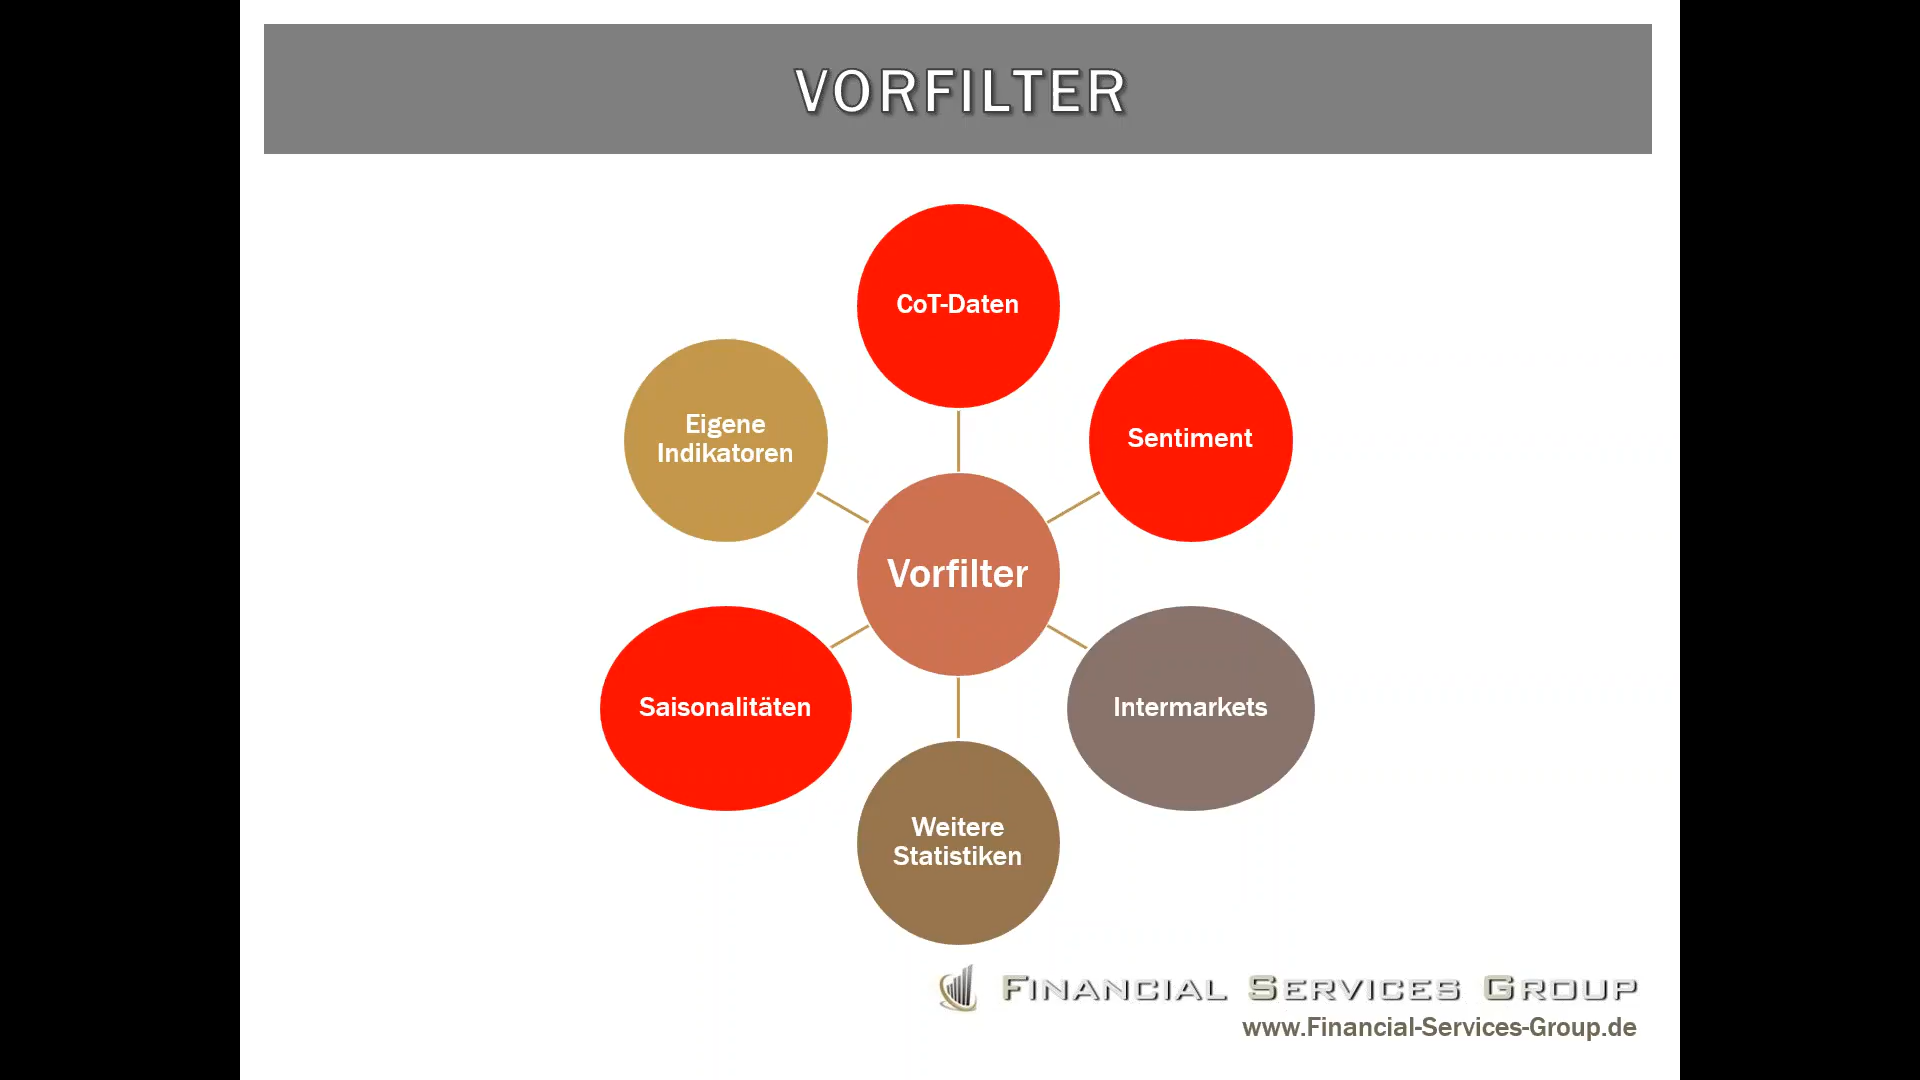 VORFILTER
CoT-Daten
Eigene
Indikatoren
Sentiment
Vorfilter
Saisonalitäten
Intermarkets
Weitere
Statistiken
FINANCIAL SERVICES GROUP
www.Financial-Services-Group.de